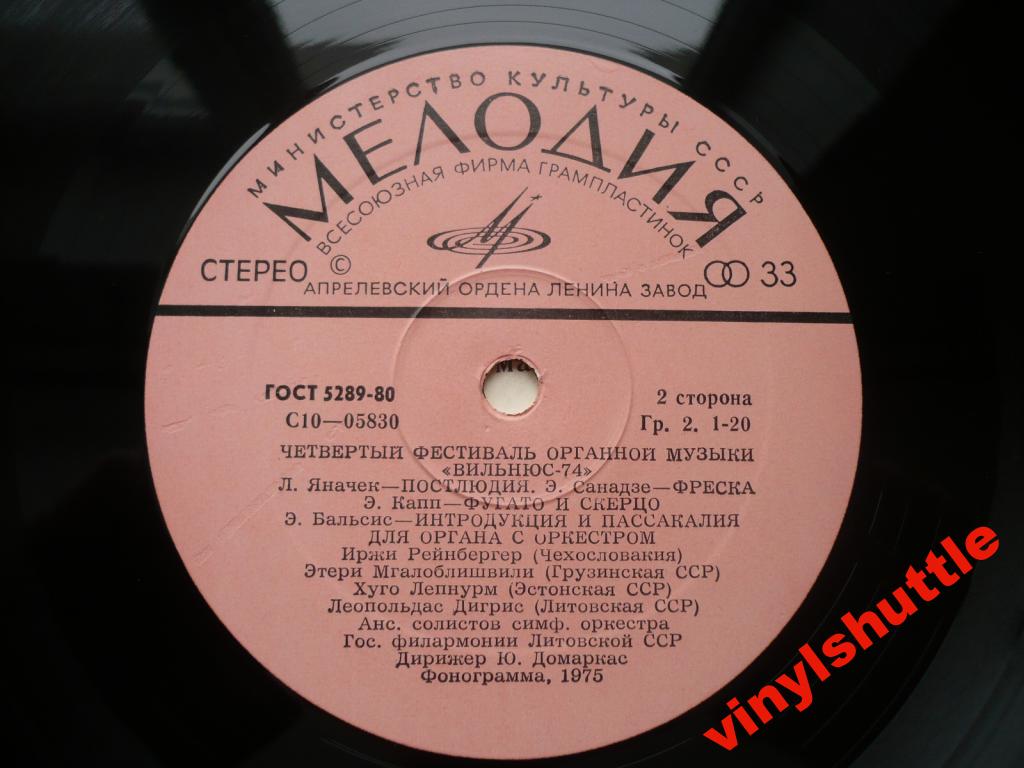 МИНИСТЕРСТВО КУЛЬТУРЫ СССР
МЕЛОДИЯ
ВСЕСОЮЗНАЯ ФИРМА ГРАМПЛАСТИНОК
СТЕРЕО © 33
АПРЕЛЕВСКИЙ ОРДЕНА ЛЕНИНА ЗАВОД
ГОСТ 5289-80 2 сторона
С10—05830 Гр. 2. 1-20
ЧЕТВЕРТЫЙ ФЕСТИВАЛЬ ОРГАННОЙ МУЗЫКИ
«ВИЛЬНЮС-74»
Л. Яначек—ПОСТЛЮДИЯ. Э. Санадзе—ФРЕСКА
Э. Капп—ФУГАТО И СКЕРЦО
Э. Бальсис—ИНТРОДУКЦИЯ И ПАССАКАЛИЯ
ДЛЯ ОРГАНА С ОРКЕСТРОМ
Иржи Рейнбергер (Чехословакия)
Этери Мгалоблишвили (Грузинская ССР)
Хуго Лепнурм (Эстонская ССР)
Леопольдас Дигрис (Литовская ССР)
Анс. солистов симф. оркестра
Гос. филармонии Литовской ССР
Дирижер Ю. Домаркас
Фонограмма, 1975
vinylshuttle